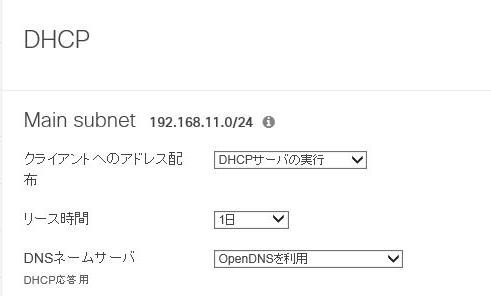 DHCP
Main subnet 192.168.11.0/24
クライアントへのアドレス配
布
DHCPサーバの実行
リース時間
1日
DNSネームサーバ
DHCP応答用
OpenDNSを利用